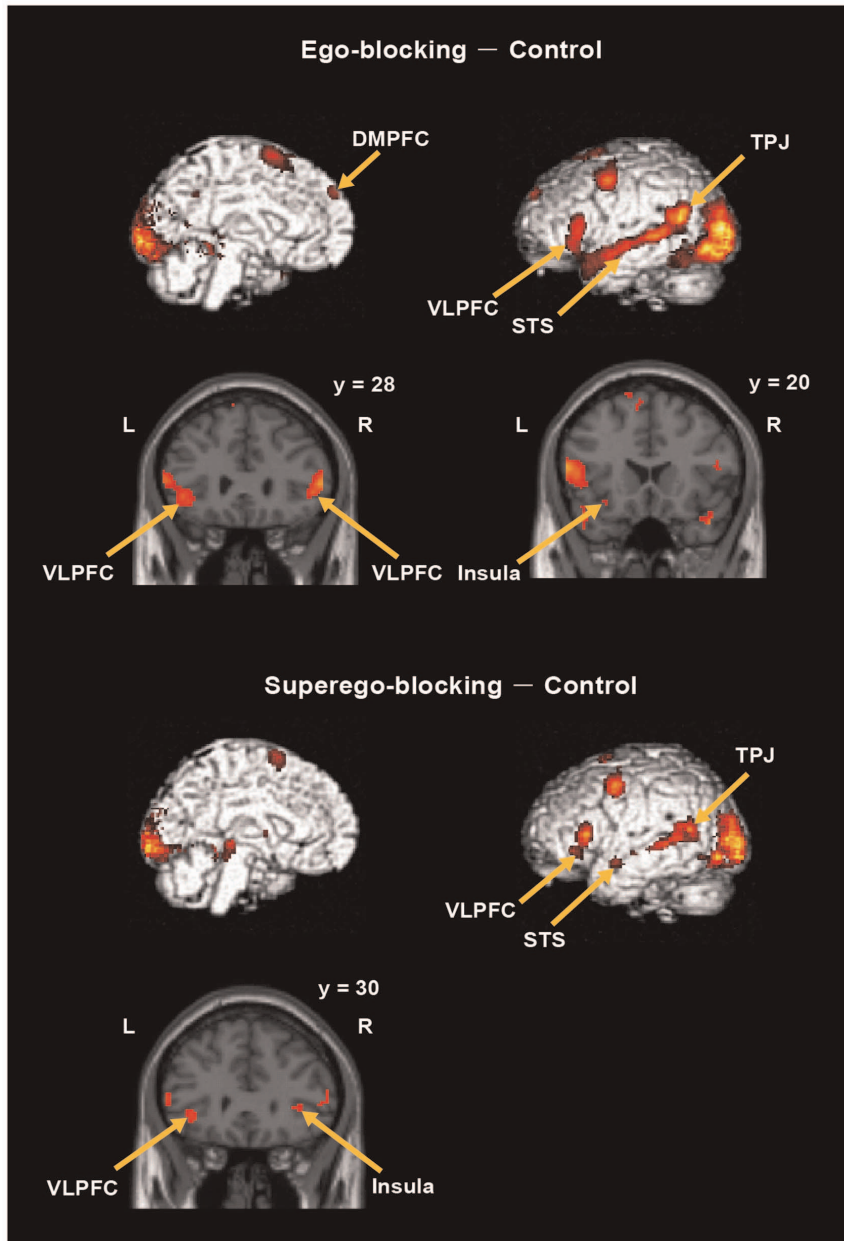 Ego-blocking — Control
DMPFC
TPJ
VLPFC
STS
y = 28
y = 20
L
R
L
R
VLPFC
VLPFC
Insula
Superego-blocking — Control
TPJ
VLPFC
STS
y = 30
L
R
VLPFC
Insula